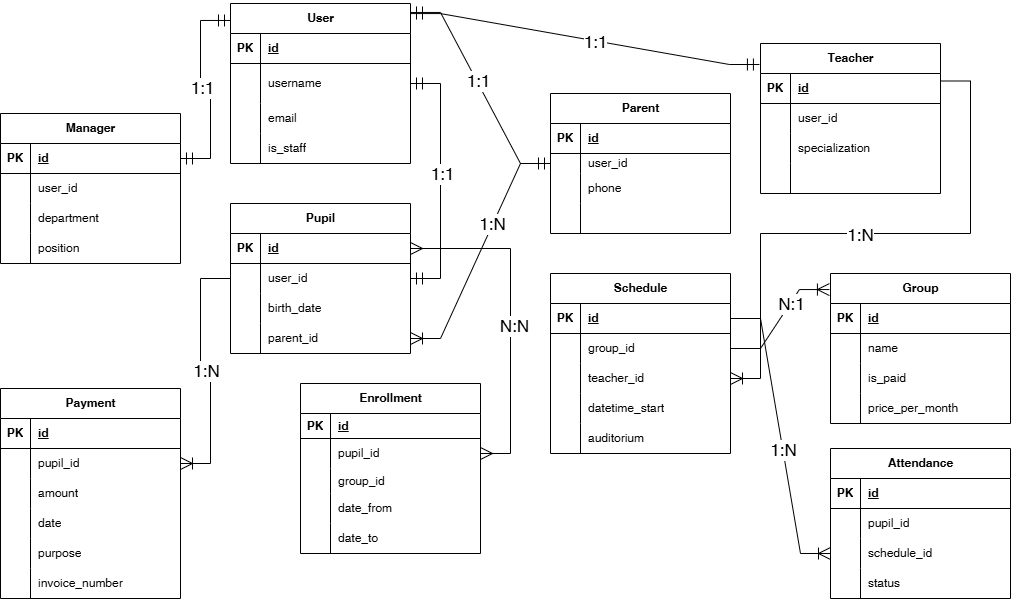 User
PK id
username
email
is_staff
1:1
Manager
PK id
user_id
department
position
1:1
1:1
Teacher
PK id
user_id
specialization
Parent
PK id
user_id
phone
1:1
1:N
1:N
Pupil
PK id
user_id
birth_date
parent_id
N:N
Schedule
PK id
group_id
teacher_id
datetime_start
auditorium
N:1
Group
PK id
name
is_paid
price_per_month
1:N
Payment
PK id
pupil_id
amount
date
purpose
invoice_number
Enrollment
PK id
pupil_id
group_id
date_from
date_to
1:N
Attendance
PK id
pupil_id
schedule_id
status